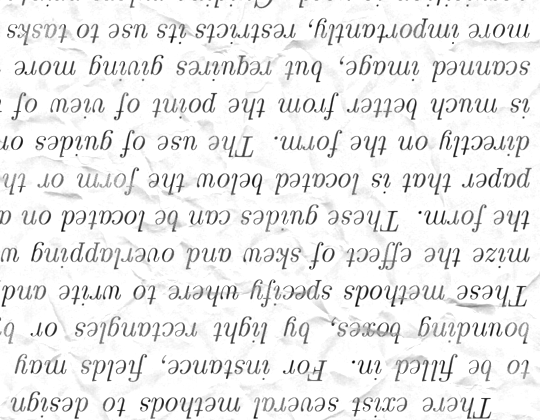 There exist several methods to design
to be filled in. For instance, fields may
bounding boxes, by light rectangles or b
These methods specify where to write and
mize the effect of skew and overlapping w
the form. These guides can be located on a
paper that is located below the form or th
directly on the form. The use of guides on
is much better from the point of view of
scanned image, but requires giving more
more importantly, restricts its use to tasks